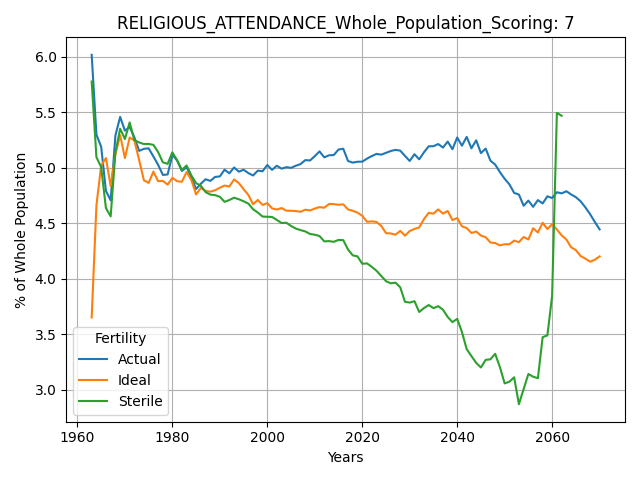 RELIGIOUS_ATTENDANCE_Whole_Population_Scoring: 7
% of Whole Population
6.0
5.5
5.0
4.5
4.0
3.5
3.0
Fertility
Actual
Ideal
Sterile
1960 1980 2000 2020 2040 2060
Years